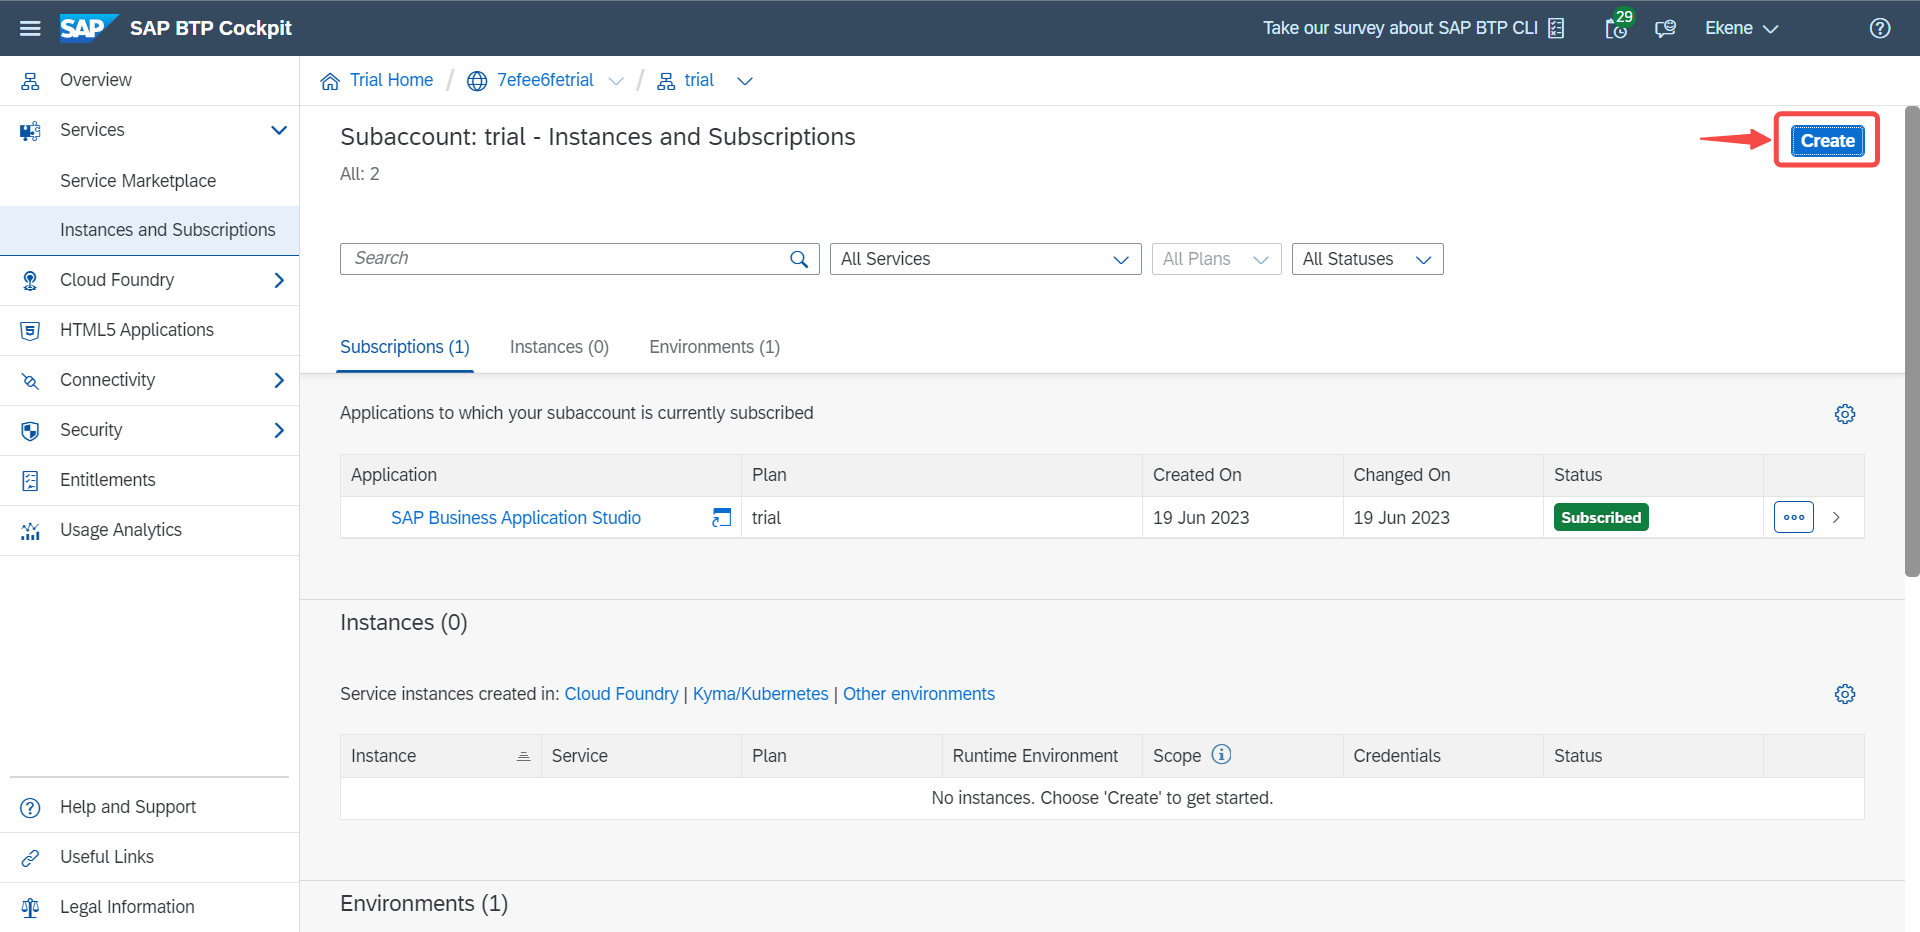 SAP SAP BTP Cockpit
Take our survey about SAP BTP CLI
29
Ekene
Overview
Services
Service Marketplace
Instances and Subscriptions
Cloud Foundry
HTML5 Applications
Connectivity
Security
Entitlements
Usage Analytics
Help and Support
Useful Links
Legal Information
Trial Home / 7efee6fetrial / trial
Subaccount: trial - Instances and Subscriptions
Create
All: 2
Search
All Services
All Plans
All Statuses
Subscriptions (1) Instances (0) Environments (1)
Applications to which your subaccount is currently subscribed
Application Plan Created On Changed On Status
SAP Business Application Studio trial 19 Jun 2023 19 Jun 2023 Subscribed
Instances (0)
Service instances created in: Cloud Foundry | Kyma/Kubernetes | Other environments
Instance Service Plan Runtime Environment Scope Credentials Status
No instances. Choose 'Create' to get started.
Environments (1)